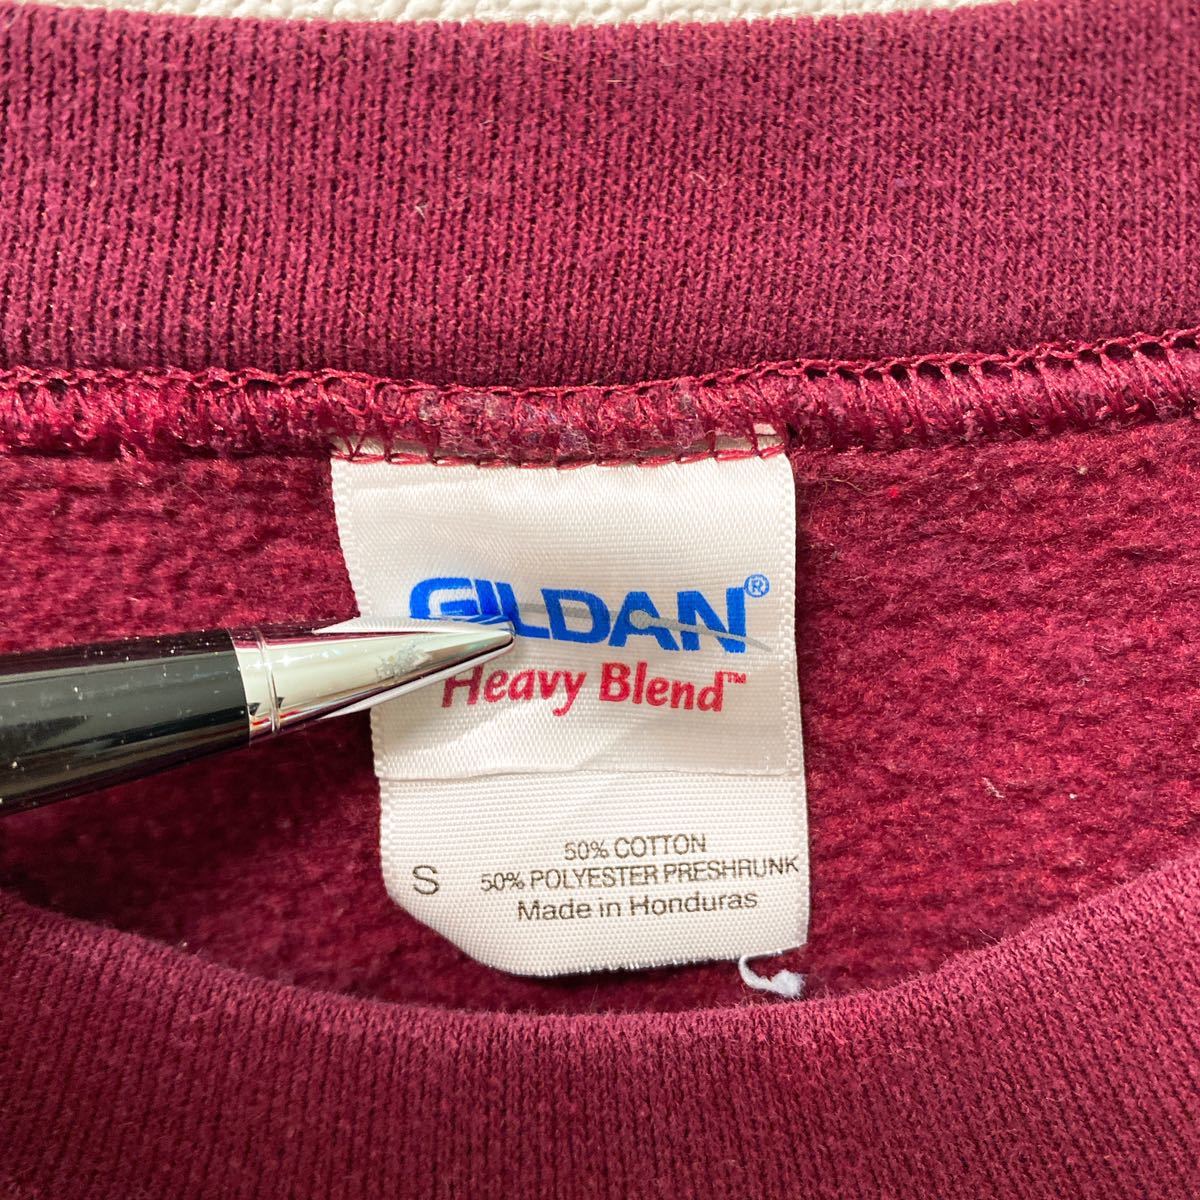 GILDAN®
Heavy Blend™
50% COTTON
S 50% POLYESTER PRESHRUNK
Made in Honduras